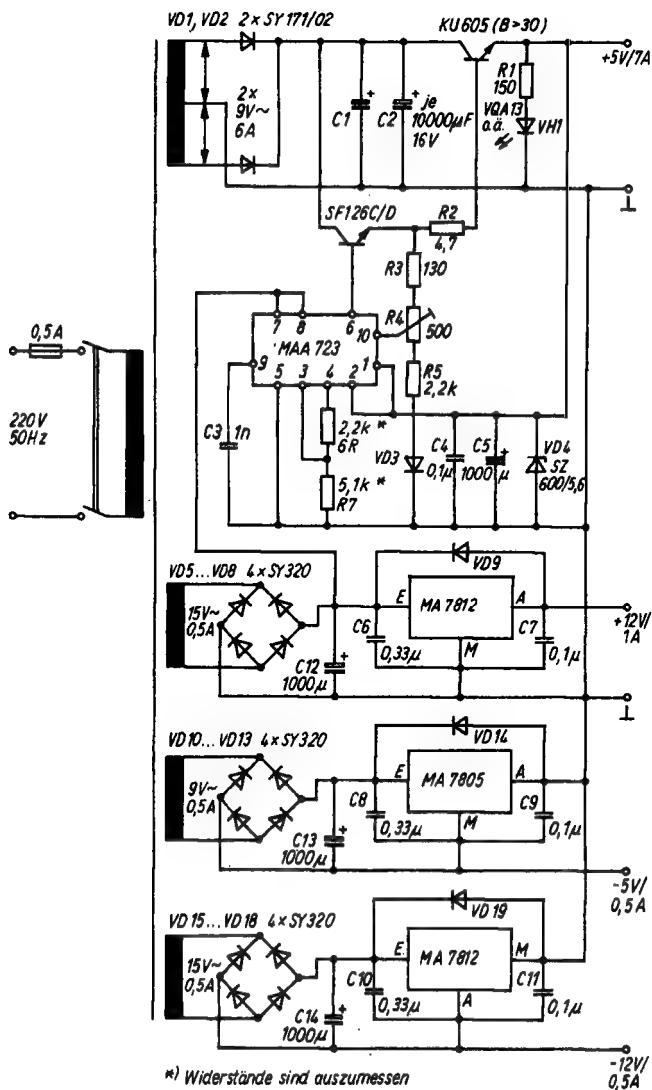 VD1, VD2 2×SY171/02
KU605 (B>30)
+5V/7A
2×
9V~
6A
C1
+
C2
+
je
10000µF
16V
R1
150
VQA13
o.ä.
VH1
⊥
SF126C/D
R2
4,7
R3
130
R4
500
7
8
6
10
MAA 723
9
1
5
3
4
2
R5
2,2k
0,5A
220V
50Hz
C3
1n
2,2k *
6R
5,1k *
R7
VD3
C4
0,1µ
C5
1000µ
+
VD4
SZ
600/5,6
VD5...VD8 4×SY320
15V~
0,5A
VD9
E
MA 7812
A
M
C6
0,33µ
C7
0,1µ
C12
1000µ
+
+12V/
1A
⊥
VD10...VD13 4×SY320
9V~
0,5A
VD14
E
MA 7805
A
M
C8
0,33µ
C9
0,1µ
C13
1000µ
+
-5V/
0,5A
VD15...VD18 4×SY320
15V~
0,5A
VD19
E
MA 7812
M
A
C10
0,33µ
C11
0,1µ
C14
1000µ
+
-12V/
0,5A
*) Widerstände sind auszumessen